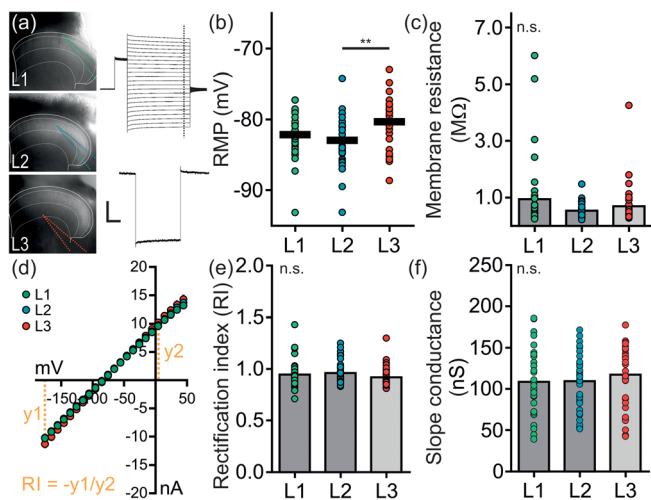 (a)
L1
L2
L3
(b)
RMP (mV)
-70
-80
-90
**
L1 L2 L3
(c)
n.s.
Membrane resistance
(MΩ)
7.0
5.0
3.0
1.0
L1 L2 L3
(d)
L1
L2
L3
mV
20
15
10
5
-150 -100 -50 0 50
-5
-10
-15
-20
nA
y1
y2
RI = -y1/y2
(e)
n.s.
Rectification index (RI)
2.0
1.5
1.0
0.5
0.0
L1 L2 L3
(f)
n.s.
Slope conductance
(nS)
250
200
150
100
50
0
L1 L2 L3